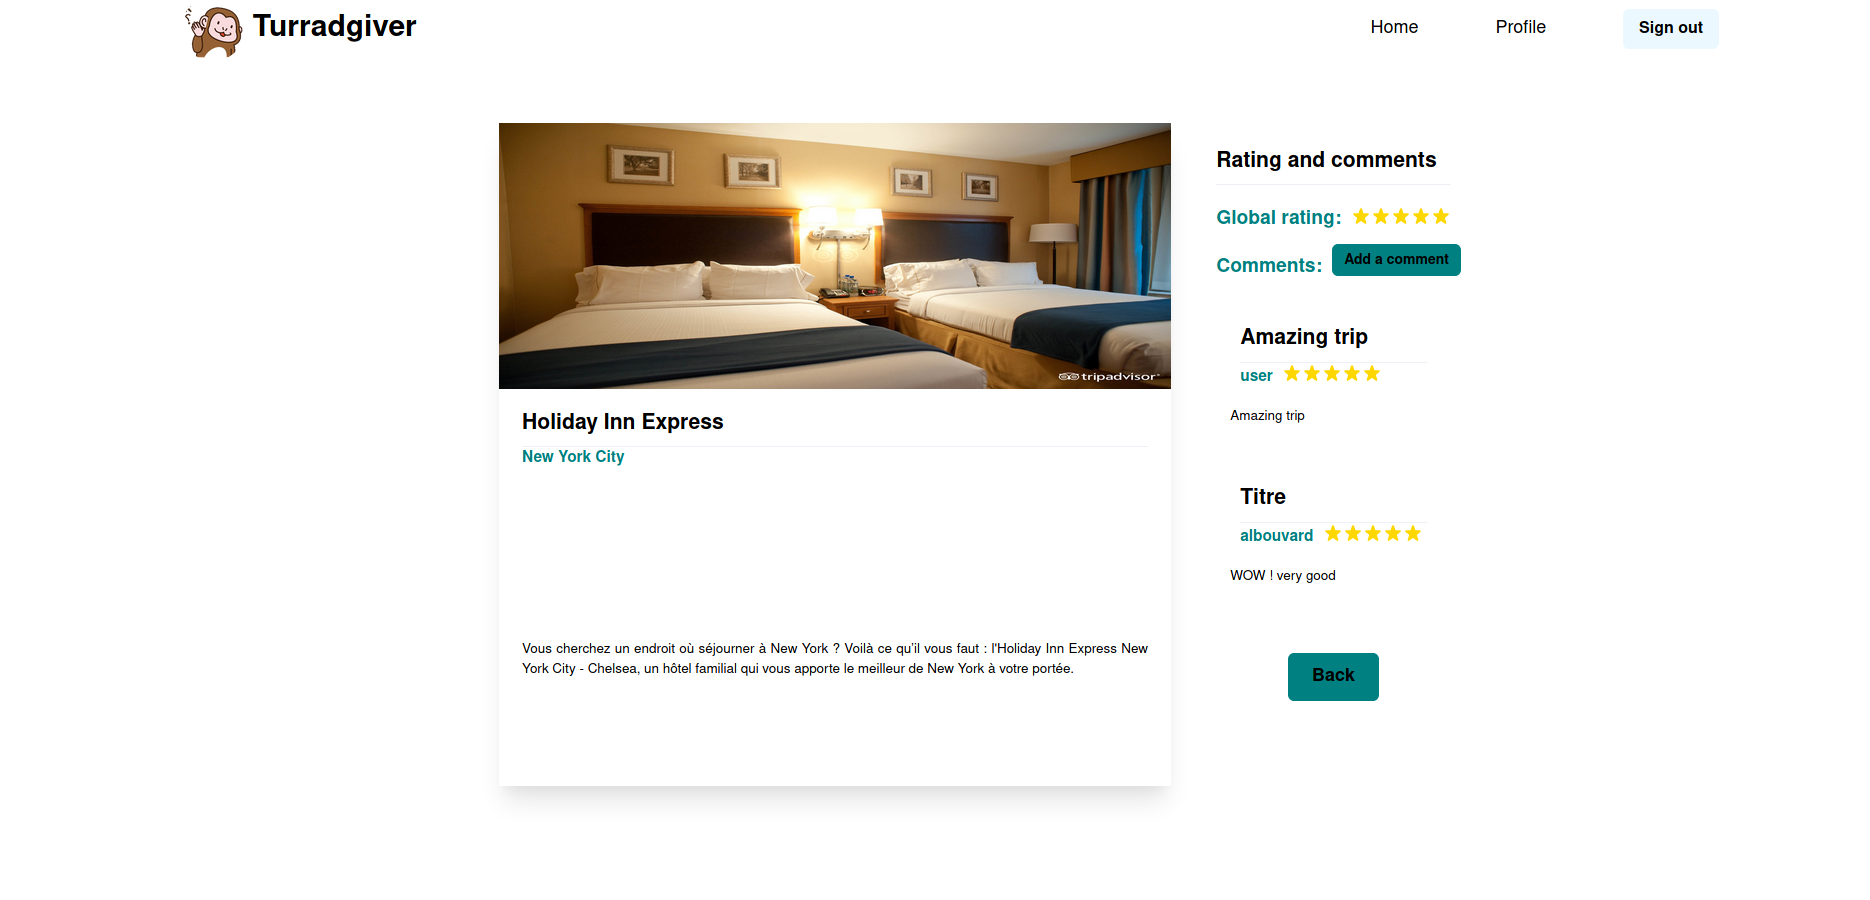 Turradgiver
Home
Profile
Sign out
tripadvisor
Holiday Inn Express
New York City
Vous cherchez un endroit où séjourner à New York ? Voilà ce qu'il vous faut : l'Holiday Inn Express New
York City - Chelsea, un hôtel familial qui vous apporte le meilleur de New York à votre portée.
Rating and comments
Global rating:
Comments:
Add a comment
Amazing trip
user
Amazing trip
Titre
albouvard
WOW ! very good
Back